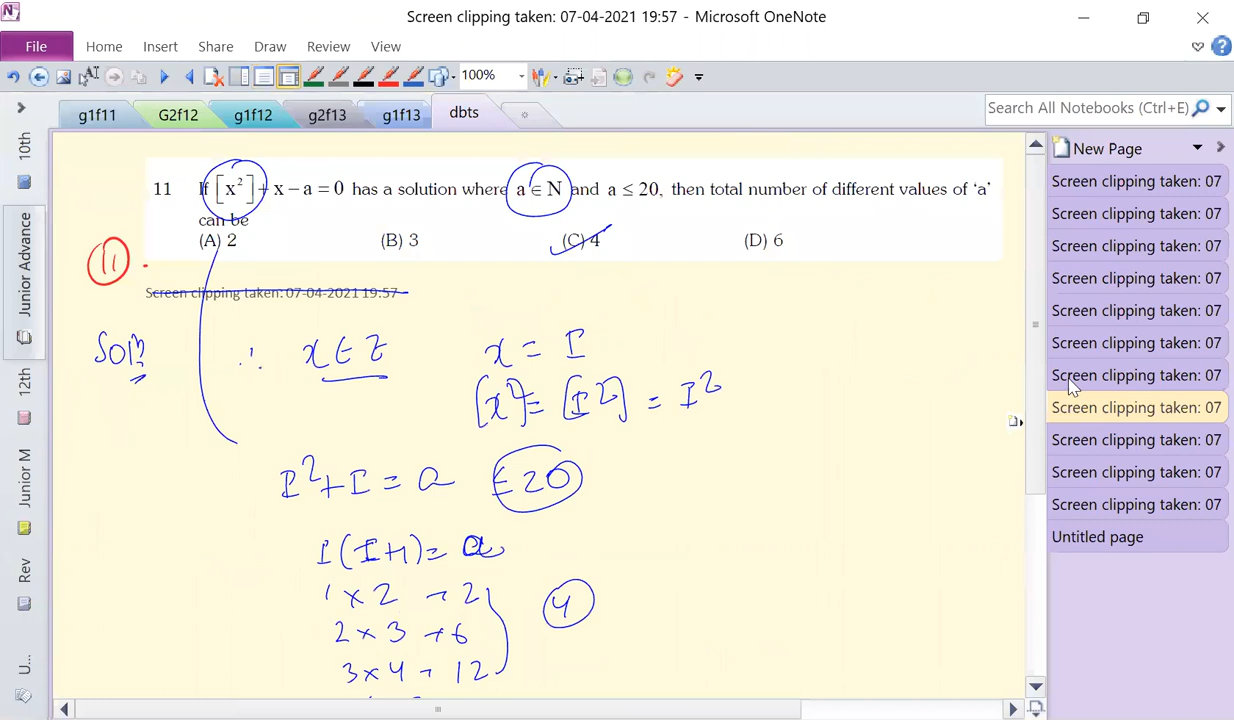 Screen clipping taken: 07-04-2021 19:57 - Microsoft OneNote
File Home Insert Share Draw Review View
100%
g1f11 G2f12 g1f12 g2f13 g1f13 dbts
Search All Notebooks (Ctrl+E)
10th
Junior Advance
12th
Junior M
Rev
U...
11 If [x²] + x − a = 0 has a solution where a ∈ N and a ≤ 20, then total number of different values of 'a'
can be
(A) 2 (B) 3 (C) 4 (D) 6
11.
Screen clipping taken: 07-04-2021 19:57
Soln
∴ x ∈ Z x = I
[x²] = [I²] = I²
I² + I = a ≤ 20
I(I+1) = a
1 × 2 → 2
2 × 3 → 6
3 × 4 → 12
4
New Page
Screen clipping taken: 07
Screen clipping taken: 07
Screen clipping taken: 07
Screen clipping taken: 07
Screen clipping taken: 07
Screen clipping taken: 07
Screen clipping taken: 07
Screen clipping taken: 07
Screen clipping taken: 07
Screen clipping taken: 07
Screen clipping taken: 07
Untitled page